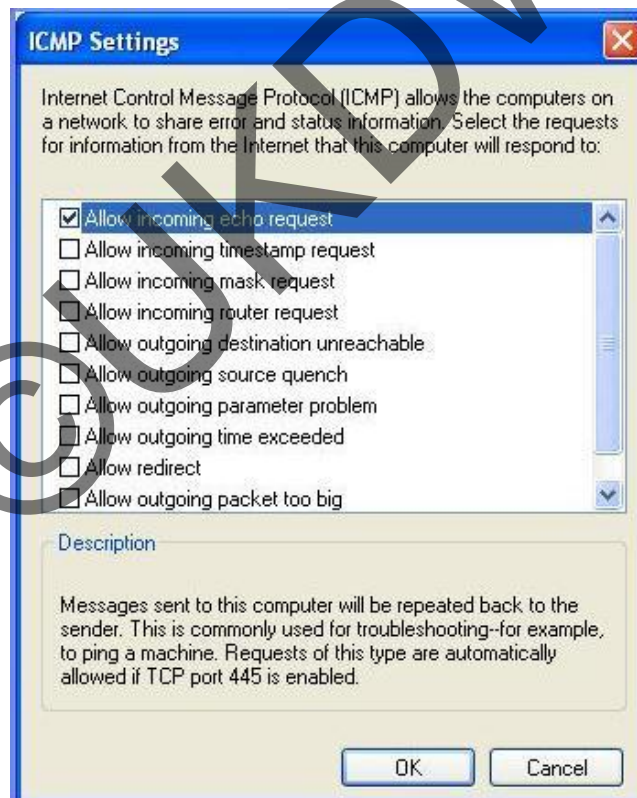 ICMP Settings
Internet Control Message Protocol (ICMP) allows the computers on
a network to share error and status information. Select the requests
for information from the Internet that this computer will respond to:
Allow incoming echo request
Allow incoming timestamp request
Allow incoming mask request
Allow incoming router request
Allow outgoing destination unreachable
Allow outgoing source quench
Allow outgoing parameter problem
Allow outgoing time exceeded
Allow redirect
Allow outgoing packet too big
Description
Messages sent to this computer will be repeated back to the
sender. This is commonly used for troubleshooting--for example,
to ping a machine. Requests of this type are automatically
allowed if TCP port 445 is enabled.
OK
Cancel
©UKDW